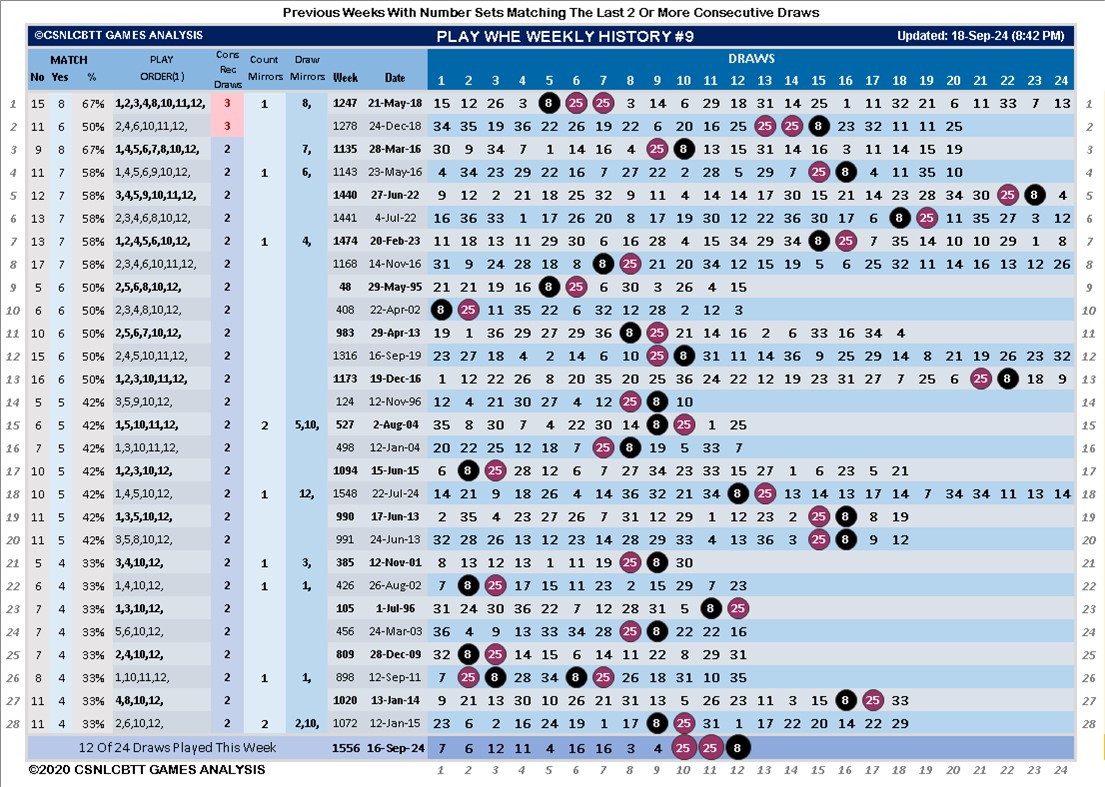 Previous Weeks With Number Sets Matching The Last 2 Or More Consecutive Draws
©CSNLCBTT GAMES ANALYSIS PLAY WHE WEEKLY HISTORY #9 Updated: 18-Sep-24 (8:42 PM)
MATCH PLAY Cons Rec Draws Count Draw DRAWS
No Yes % ORDER(1) Mirrors Mirrors Week Date 1 2 3 4 5 6 7 8 9 10 11 12 13 14 15 16 17 18 19 20 21 22 23 24
1 15 8 67% 1,2,3,4,8,10,11,12, 3 1 8, 1247 21-May-18 15 12 26 3 8 25 25 3 14 6 29 18 31 14 25 1 11 32 21 6 11 33 7 13 1
2 11 6 50% 2,4,6,10,11,12, 3 1278 24-Dec-18 34 35 19 36 22 26 19 22 6 20 16 25 25 25 8 23 32 11 11 25 2
3 9 8 67% 1,4,5,6,7,8,10,12, 2 7, 1135 28-Mar-16 30 9 34 7 1 14 16 4 25 8 13 15 31 14 16 3 11 14 15 19 3
4 11 7 58% 1,4,5,6,9,10,12, 2 1 6, 1143 23-May-16 4 34 23 29 22 16 7 27 22 2 28 5 29 7 25 8 4 11 35 10 4
5 12 7 58% 3,4,5,9,10,11,12, 2 1440 27-Jun-22 9 12 2 21 18 25 32 9 11 4 14 14 17 30 15 21 14 23 28 34 30 25 8 4 5
6 13 7 58% 2,3,4,6,8,10,12, 2 1441 4-Jul-22 16 36 33 1 17 26 20 8 17 19 30 12 22 36 30 17 6 8 25 11 35 27 3 12 6
7 13 7 58% 1,2,4,5,6,10,12, 2 1 4, 1474 20-Feb-23 11 18 13 11 29 30 6 16 28 4 15 34 29 34 8 25 7 35 14 10 10 29 1 8 7
8 17 7 58% 2,3,4,6,10,11,12, 2 1168 14-Nov-16 31 9 24 28 18 8 8 25 21 20 34 12 15 19 5 6 25 32 11 14 16 13 12 26 8
9 5 6 50% 2,5,6,8,10,12, 2 48 29-May-95 21 21 19 16 8 25 6 30 3 26 4 15 9
10 6 6 50% 2,3,4,8,10,12, 2 408 22-Apr-02 8 25 11 35 22 6 32 12 28 2 12 3 10
11 10 6 50% 2,5,6,7,10,12, 2 983 29-Apr-13 19 1 36 29 27 29 36 8 25 21 14 16 2 6 33 16 34 4 11
12 15 6 50% 2,4,5,10,11,12, 2 1316 16-Sep-19 23 27 18 4 2 14 6 10 25 8 31 11 14 36 9 25 29 14 8 21 19 26 23 32 12
13 16 6 50% 1,2,3,10,11,12, 2 1173 19-Dec-16 1 12 22 26 8 20 35 20 25 36 24 22 12 19 23 31 27 7 25 6 25 8 18 9 13
14 5 5 42% 3,5,9,10,12, 2 124 12-Nov-96 12 4 21 30 27 4 12 25 8 10 14
15 6 5 42% 1,5,10,11,12, 2 2 5,10, 527 2-Aug-04 35 8 30 7 4 22 30 14 8 25 1 25 15
16 7 5 42% 1,3,10,11,12, 2 498 12-Jan-04 20 22 25 12 18 7 25 8 19 5 33 7 16
17 10 5 42% 1,2,3,10,12, 2 1094 15-Jun-15 6 8 25 28 12 6 7 27 34 23 33 15 27 1 6 23 5 21 17
18 10 5 42% 1,4,5,10,12, 2 1 12, 1548 22-Jul-24 14 21 9 18 26 4 14 36 32 21 34 8 25 13 14 13 17 14 7 34 34 11 13 14 18
19 11 5 42% 1,3,5,10,12, 2 990 17-Jun-13 2 35 4 23 27 26 7 31 12 29 1 12 23 2 25 8 8 19 19
20 11 5 42% 3,5,8,10,12, 2 991 24-Jun-13 32 28 26 13 12 23 14 28 29 33 4 13 36 3 25 8 9 12 20
21 5 4 33% 3,4,10,12, 2 1 3, 385 12-Nov-01 8 13 12 13 1 11 19 25 8 30 21
22 7 4 33% 1,4,10,12, 2 1 1, 426 26-Aug-02 7 8 25 17 15 11 23 2 15 29 7 23 22
23 7 4 33% 1,3,10,12, 2 105 1-Jul-96 31 24 30 36 22 7 12 28 31 5 8 25 23
24 7 4 33% 5,6,10,12, 2 456 24-Mar-03 36 4 9 13 33 34 28 25 8 22 22 16 24
25 7 4 33% 2,4,10,12, 2 809 28-Dec-09 32 8 25 14 15 6 14 11 22 8 29 31 25
26 8 4 33% 1,10,11,12, 2 1 1, 898 12-Sep-11 7 25 8 28 34 8 25 26 18 31 10 35 26
27 11 4 33% 4,8,10,12, 2 1020 13-Jan-14 9 21 13 30 10 26 21 31 27 13 26 23 11 3 15 8 25 33 27
28 11 4 33% 2,6,10,12, 2 2 2,10, 1072 12-Jan-15 23 6 2 16 24 19 1 17 8 25 31 1 17 22 20 14 22 29 28
12 Of 24 Draws Played This Week 1556 16-Sep-24 7 6 12 11 4 16 16 3 4 25 25 8
©2020 CSNLCBTT GAMES ANALYSIS 1 2 3 4 5 6 7 8 9 10 11 12 13 14 15 16 17 18 19 20 21 22 23 24